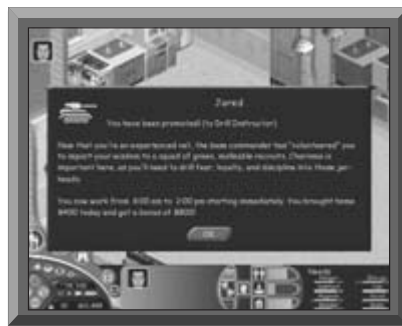 Jared
You have been promoted! (to Drill Instructor)
Now that you're an experienced vet, the base commander has "volunteered" you
to impart your wisdom to a squad of green, malleable recruits. Charisma is
important here, as you'll need to drill fear, loyalty, and discipline into those
heads.
You now work from 8:00 am to 2:00 pm starting immediately. You brought home
$400 today and get a bonus of $800!
OK
Needs